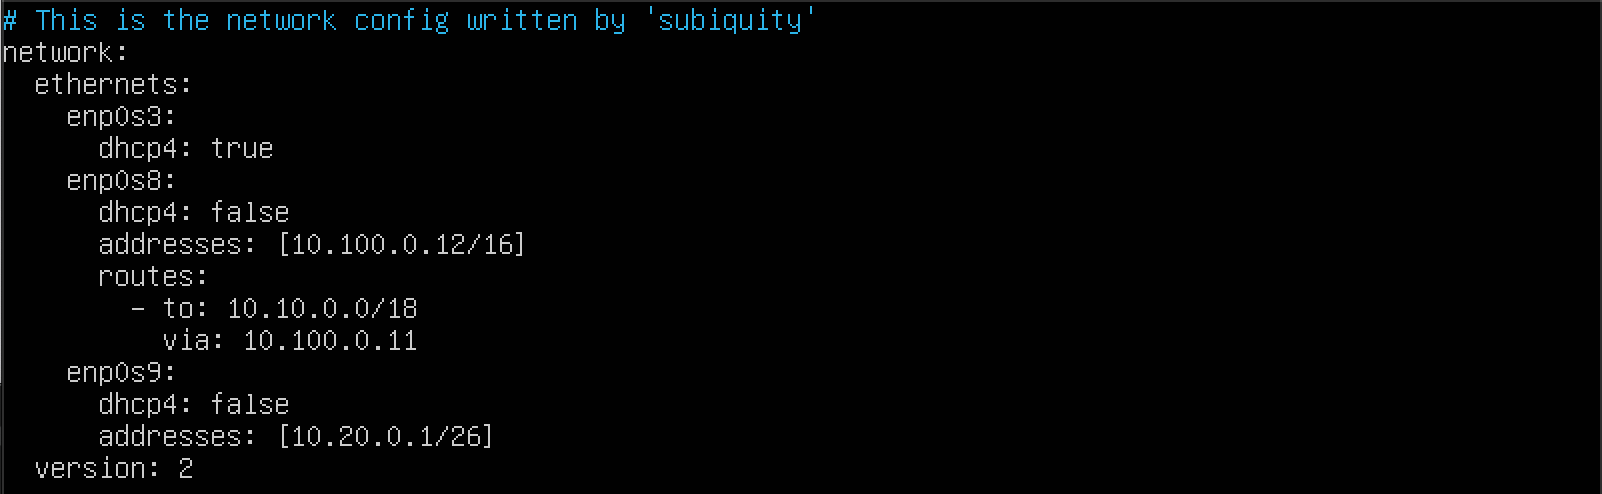 # This is the network config written by 'subiquity'
network:
  ethernets:
    enp0s3:
      dhcp4: true
    enp0s8:
      dhcp4: false
      addresses: [10.100.0.12/16]
      routes:
        - to: 10.10.0.0/18
          via: 10.100.0.11
    enp0s9:
      dhcp4: false
      addresses: [10.20.0.1/26]
  version: 2